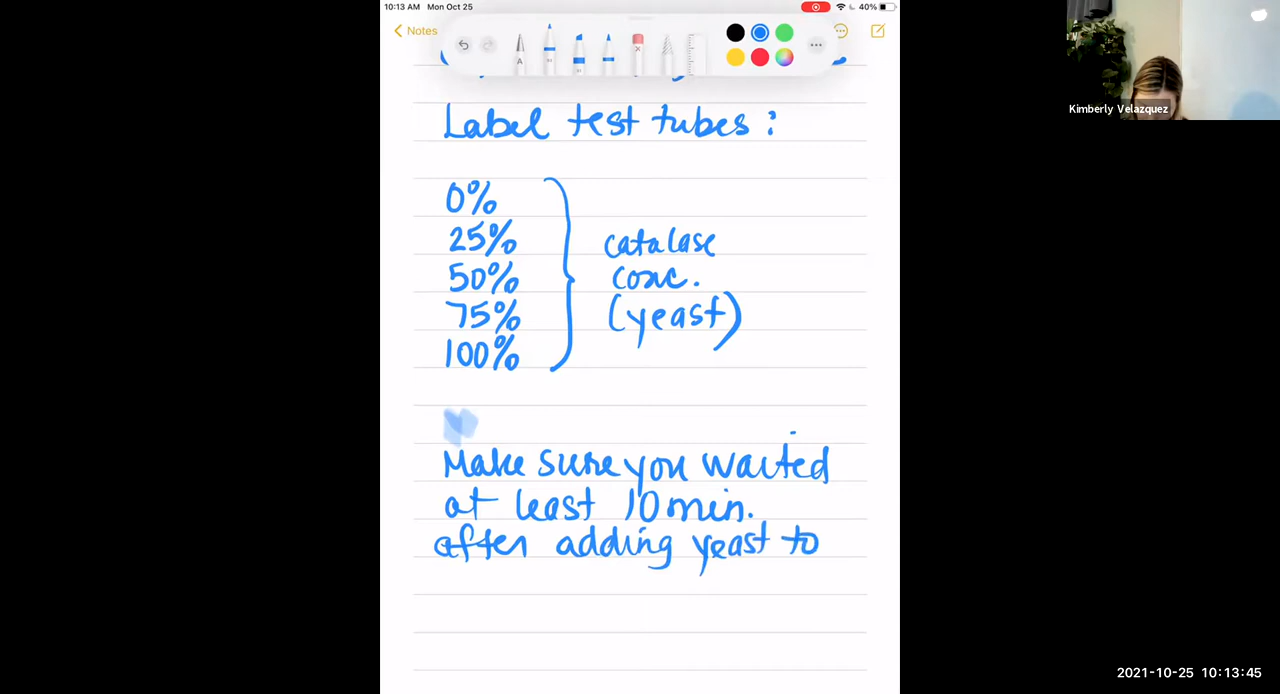 10:13 AM Mon Oct 25
40%
Notes
Label test tubes:
0%
25%
50%
75%
100%
catalase
conc.
(yeast)
Make sure you waited
at least 10 min.
after adding yeast to
Kimberly Velazquez
2021-10-25 10:13:45